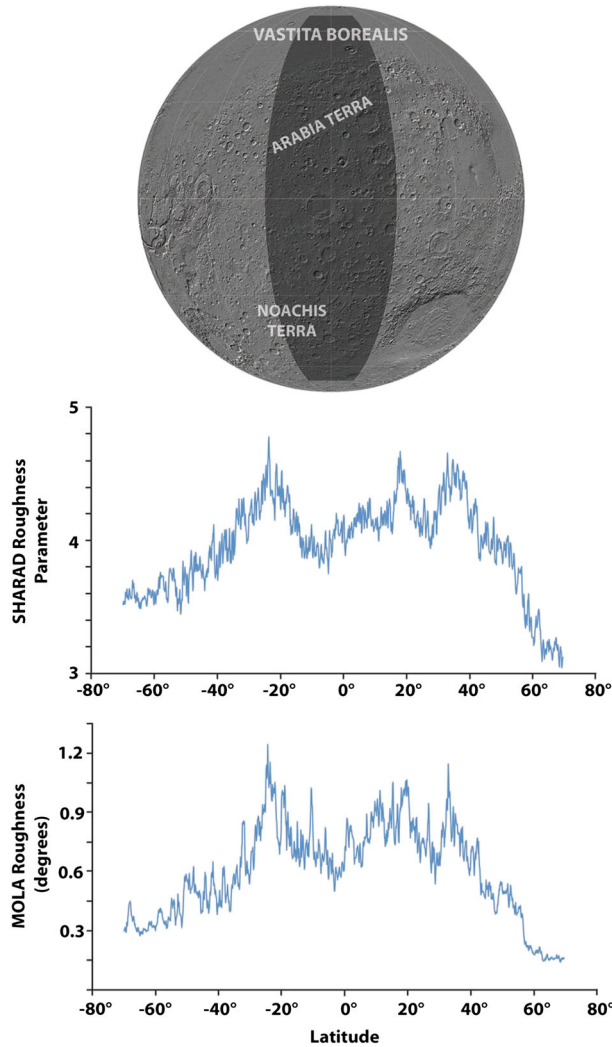 VASTITA BOREALIS
ARABIA TERRA
NOACHIS
TERRA
5
4
3
SHARAD Roughness
Parameter
-80° -60° -40° -20° 0° 20° 40° 60° 80°
1.2
0.9
0.6
0.3
MOLA Roughness
(degrees)
-80° -60° -40° -20° 0° 20° 40° 60° 80°
Latitude